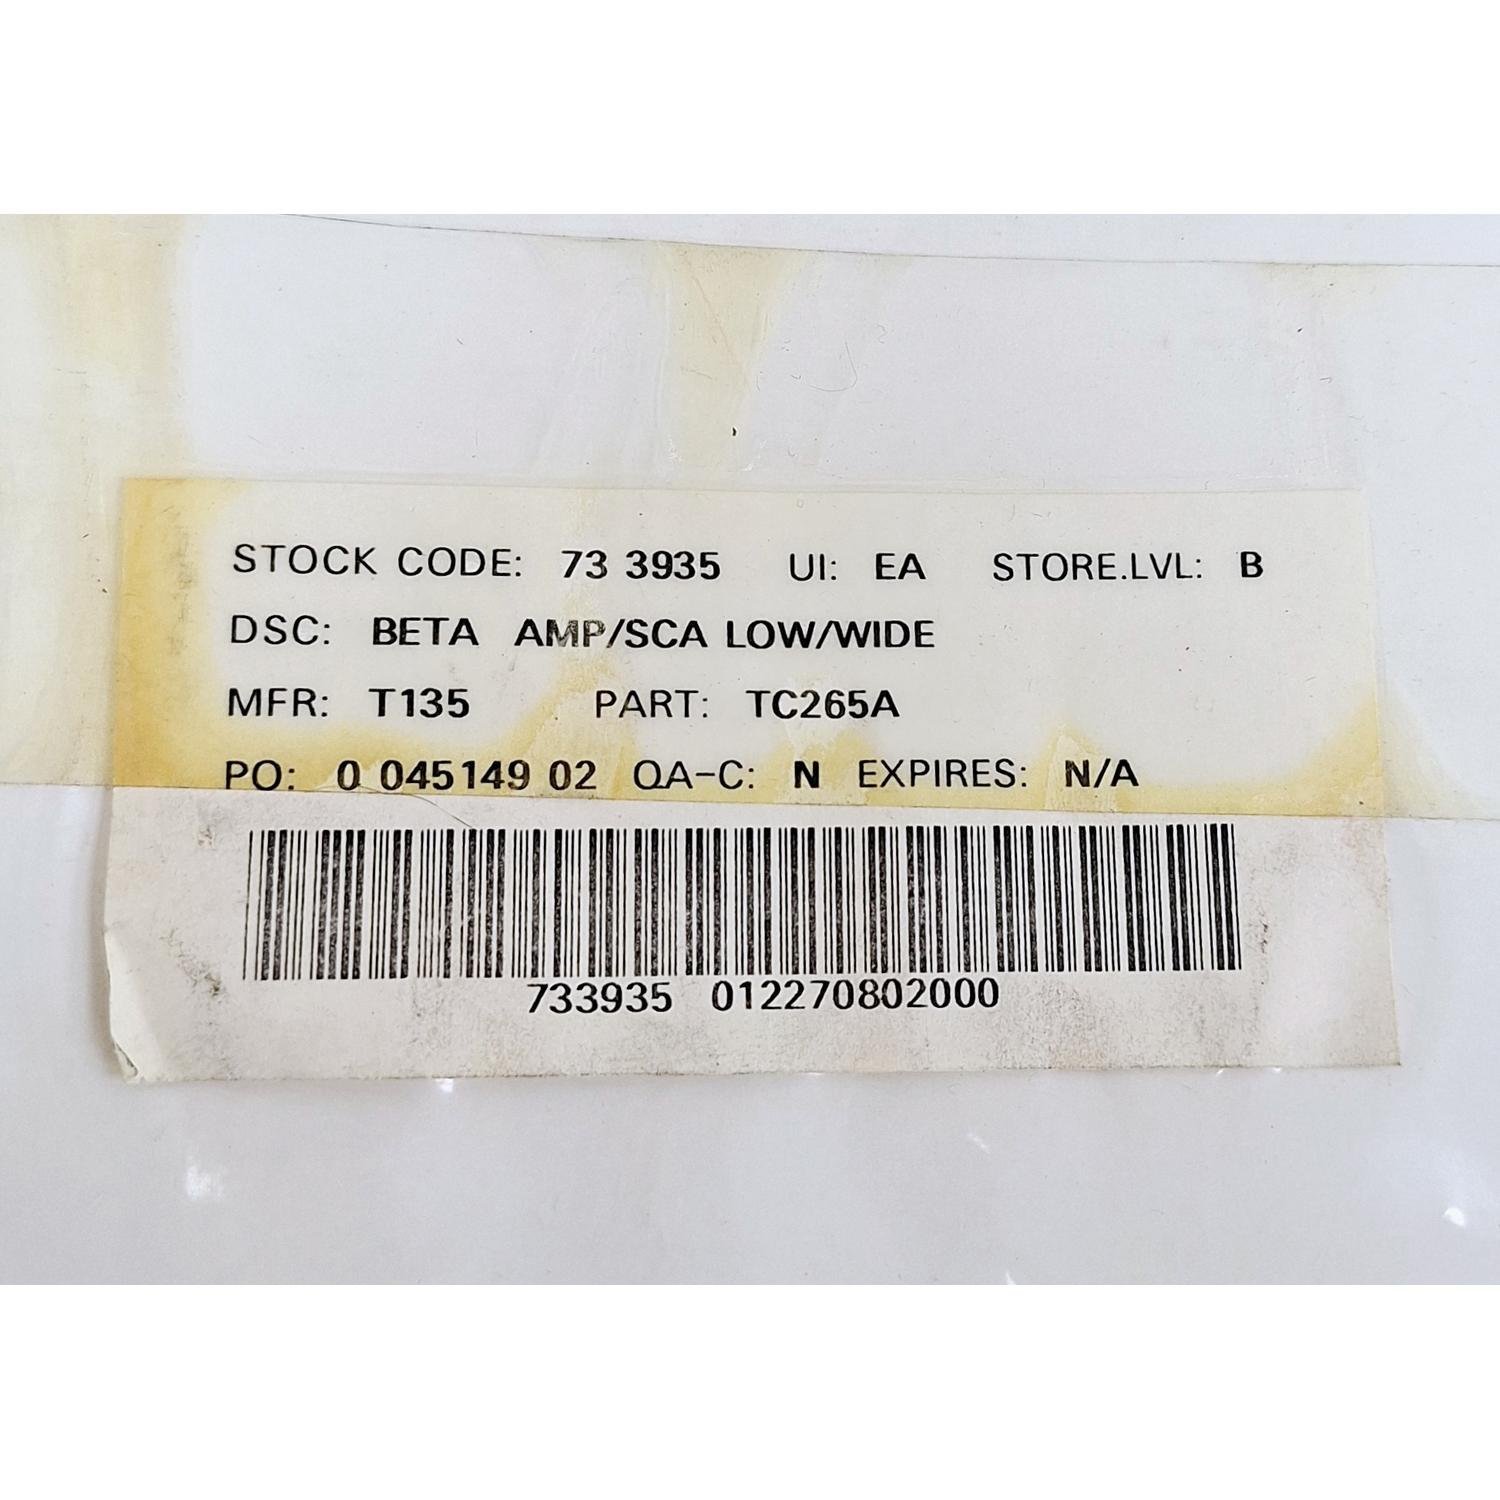 STOCK CODE: 73 3935 UI: EA STORE.LVL: B
DSC: BETA AMP/SCA LOW/WIDE
MFR: T135 PART: TC265A
PO: 0 045149 02 QA-C: N EXPIRES: N/A
733935 012270802000